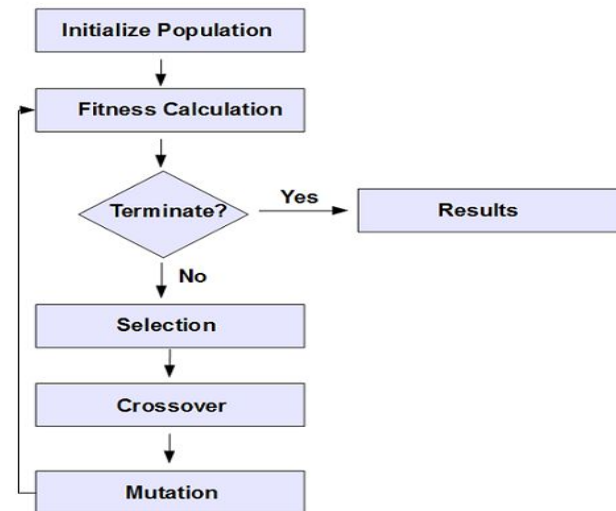 Initialize Population
Fitness Calculation
Terminate?
Yes
Results
No
Selection
Crossover
Mutation